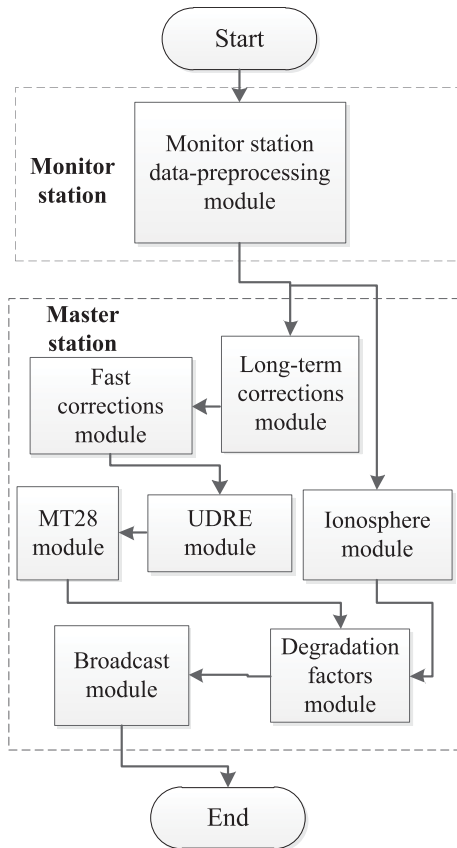 Start
Monitor station
data-preprocessing
module
Monitor
station
Master
station
Long-term
corrections
module
Fast
corrections
module
MT28
module
UDRE
module
Ionosphere
module
Broadcast
module
Degradation
factors
module
End